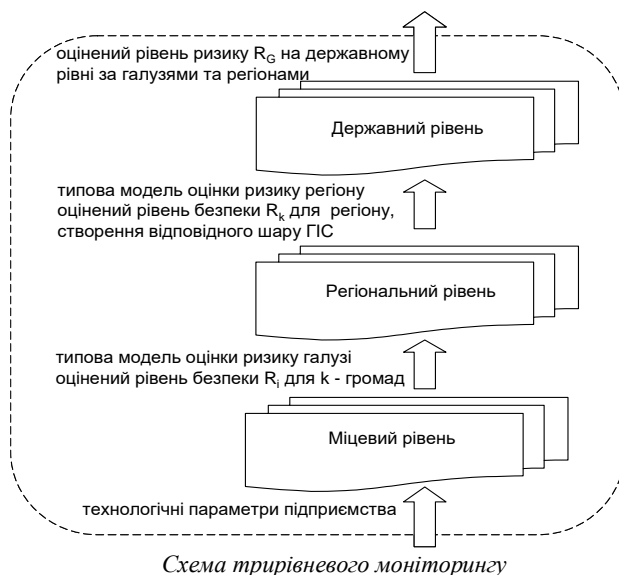 оцінений рівень ризику R_G на державному
рівні за галузями та регіонами
Державний рівень
типова модель оцінки ризику регіону
оцінений рівень безпеки R_k для регіону,
створення відповідного шару ГІС
Регіональний рівень
типова модель оцінки ризику галузі
оцінений рівень безпеки R_i для k - громад
Міцевий рівень
технологічні параметри підприємства
Схема трирівневого моніторингу